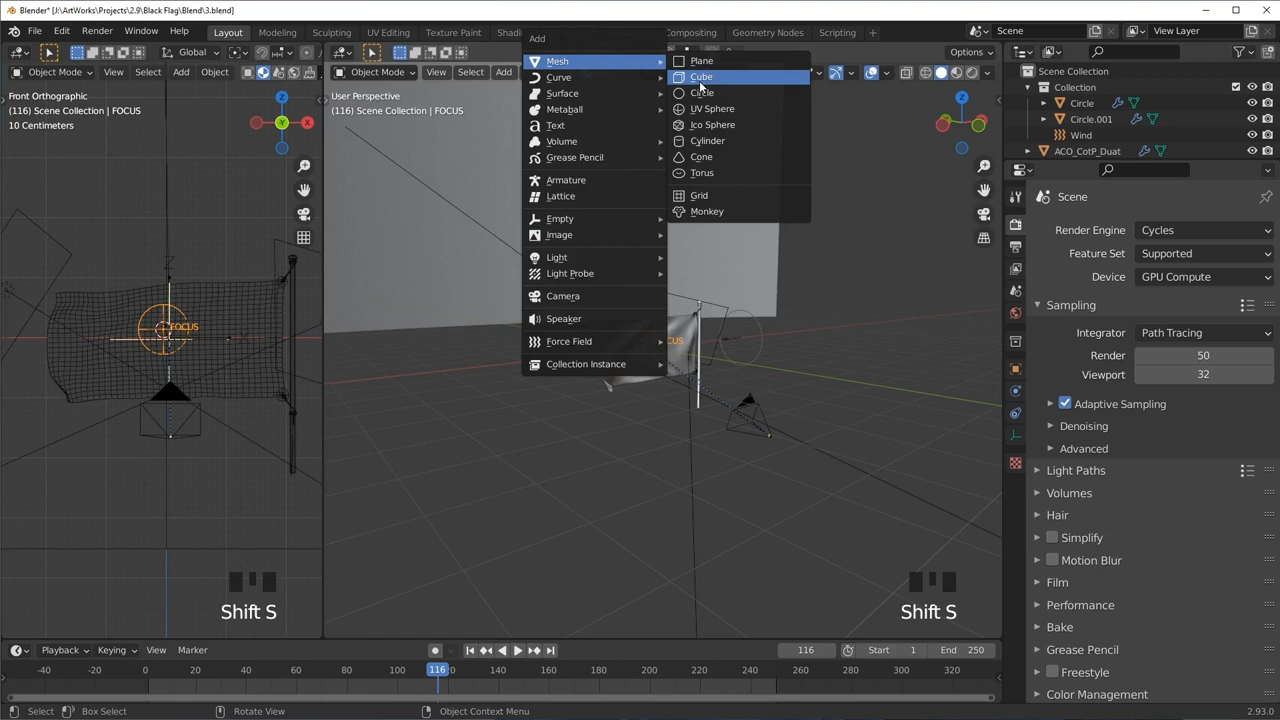 Blender* [J:\ArtWorks\Projects\2.9\Black Flag\Blend\3.blend]
File Edit Render Window Help Layout Modeling Sculpting UV Editing Texture Paint Compositing Geometry Nodes Scripting + Scene View Layer
Global Options
Object Mode View Select Add Object Object Mode View Select Add
Front Orthographic
(116) Scene Collection | FOCUS
10 Centimeters
User Perspective
(116) Scene Collection | FOCUS
Z
Y
X
Z
FOCUS
Add
Mesh
Curve
Surface
Metaball
Text
Volume
Grease Pencil
Armature
Lattice
Empty
Image
Light
Light Probe
Camera
Speaker
Force Field
Collection Instance
Plane
Cube
Circle
UV Sphere
Ico Sphere
Cylinder
Cone
Torus
Grid
Monkey
Shift S
Shift S
Scene Collection
Collection
Circle
Circle.001
Wind
ACO_CotP_Duat
Scene
Render Engine Cycles
Feature Set Supported
Device GPU Compute
Sampling
Integrator Path Tracing
Render 50
Viewport 32
Adaptive Sampling
Denoising
Advanced
Light Paths
Volumes
Hair
Simplify
Motion Blur
Film
Performance
Bake
Grease Pencil
Freestyle
Color Management
Playback Keying View Marker 116 Start 1 End 250
-40 -20 0 20 40 60 80 100 116 140 160 180 200 220 240 260 280 300 320
Select Box Select Rotate View Object Context Menu 2.93.0